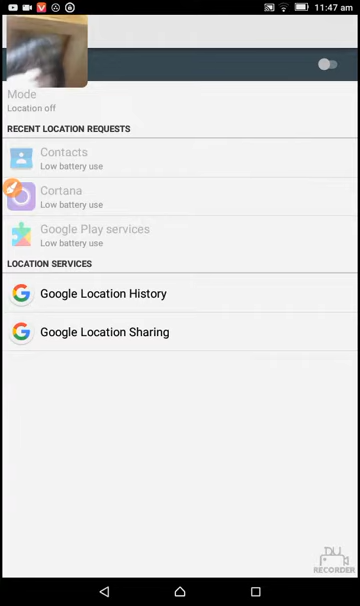 11:47 am
Mode
Location off
RECENT LOCATION REQUESTS
Contacts
Low battery use
Cortana
Low battery use
Google Play services
Low battery use
LOCATION SERVICES
Google Location History
Google Location Sharing
DU
RECORDER